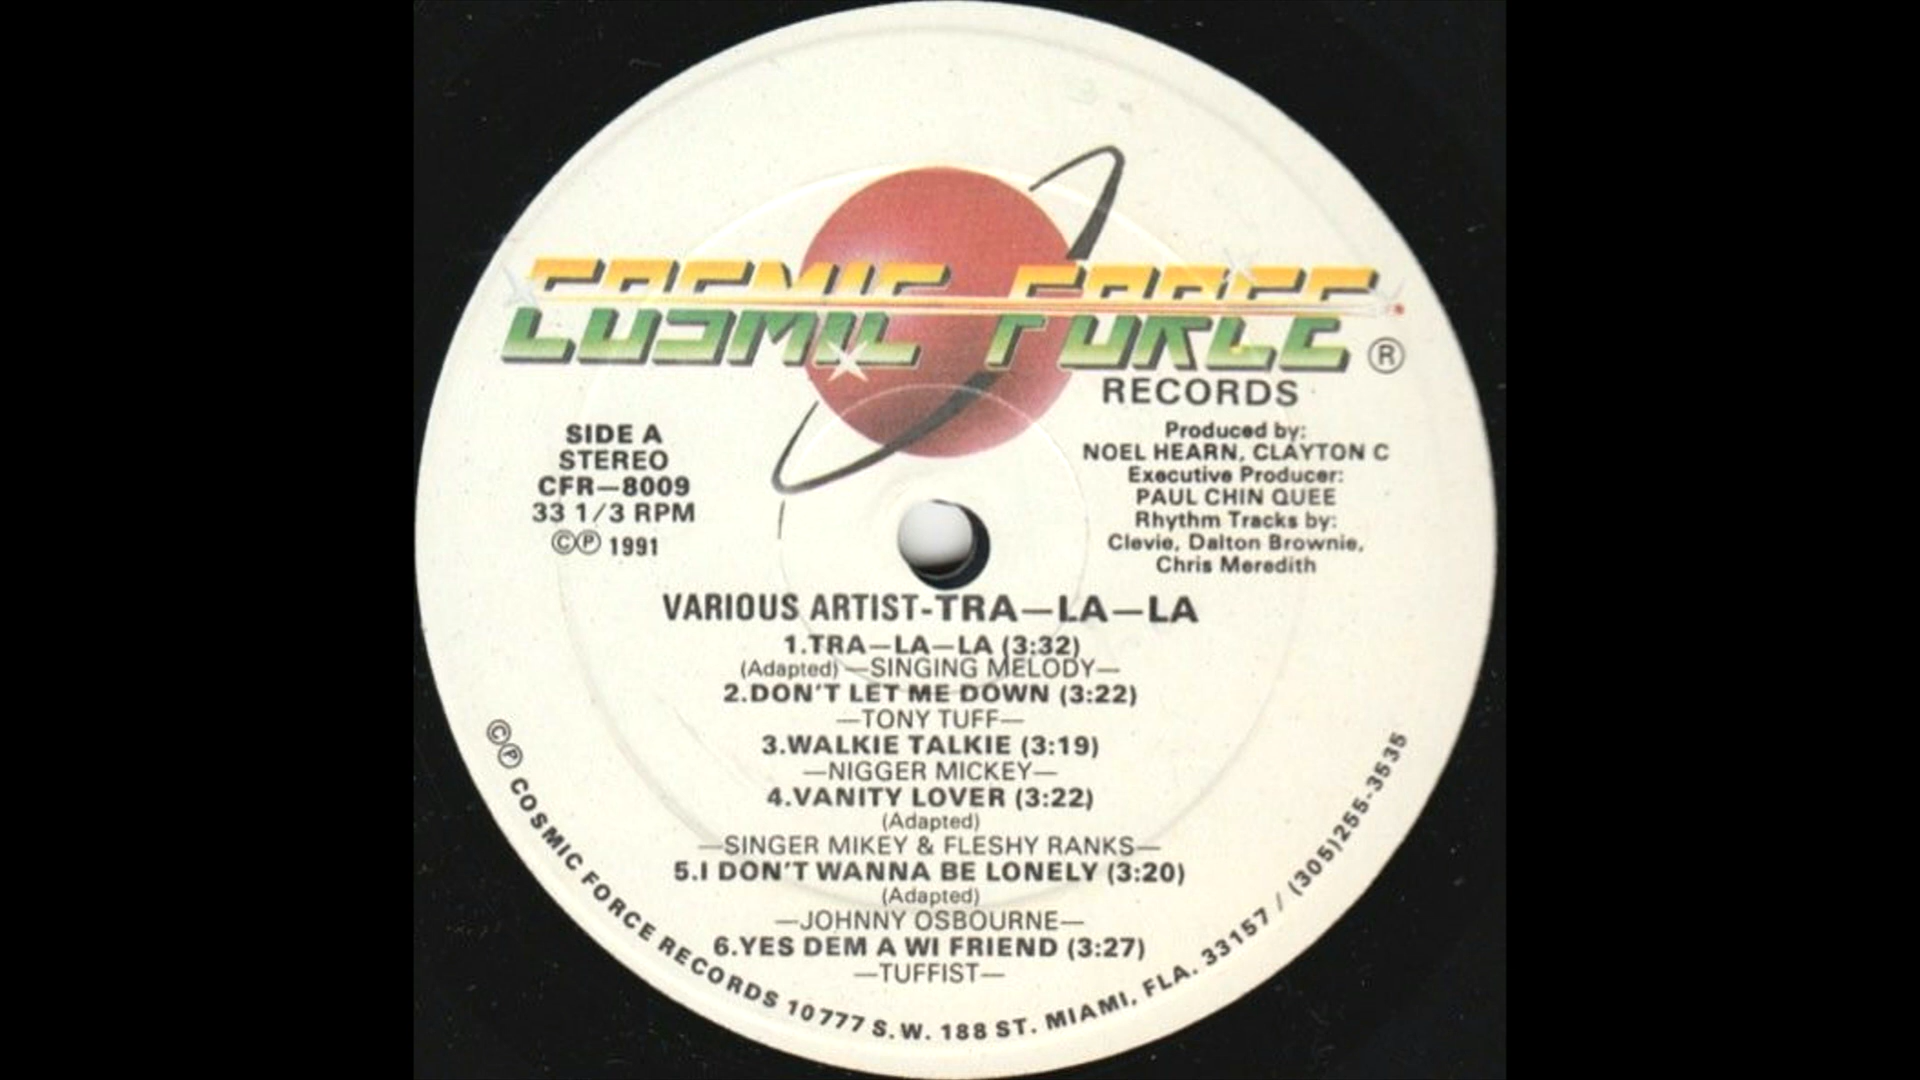 COSMIC FORCE ®
RECORDS
SIDE A
STEREO
CFR—8009
33 1/3 RPM
©℗ 1991
Produced by:
NOEL HEARN, CLAYTON C
Executive Producer:
PAUL CHIN QUEE
Rhythm Tracks by:
Clevie, Dalton Brownie,
Chris Meredith
VARIOUS ARTIST-TRA—LA—LA
1.TRA—LA—LA (3:32)
(Adapted) —SINGING MELODY—
2.DON'T LET ME DOWN (3:22)
—TONY TUFF—
3.WALKIE TALKIE (3:19)
—NIGGER MICKEY—
4.VANITY LOVER (3:22)
(Adapted)
—SINGER MIKEY & FLESHY RANKS—
5.I DON'T WANNA BE LONELY (3:20)
(Adapted)
—JOHNNY OSBOURNE—
6.YES DEM A WI FRIEND (3:27)
—TUFFIST—
©℗ COSMIC FORCE RECORDS 10777 S.W. 188 ST. MIAMI, FLA. 33157 / (305)255-3535